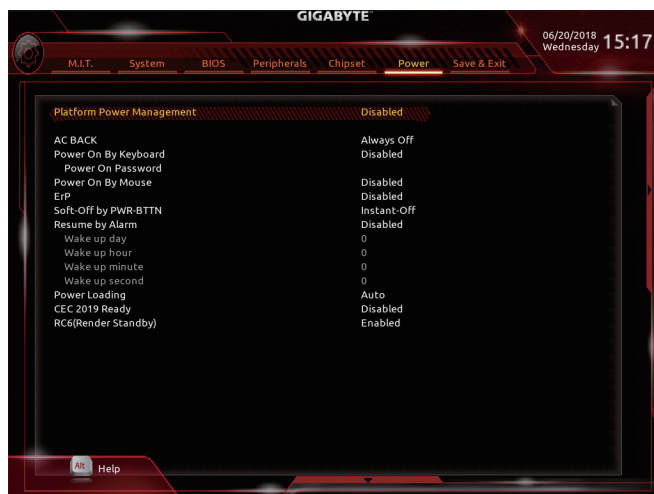 GIGABYTE™
06/20/2018 Wednesday 15:17
M.I.T. System BIOS Peripherals Chipset Power Save & Exit
Platform Power Management Disabled
AC BACK Always Off
Power On By Keyboard Disabled
Power On Password
Power On By Mouse Disabled
ErP Disabled
Soft-Off by PWR-BTTN Instant-Off
Resume by Alarm Disabled
Wake up day 0
Wake up hour 0
Wake up minute 0
Wake up second 0
Power Loading Auto
CEC 2019 Ready Disabled
RC6(Render Standby) Enabled
Alt Help